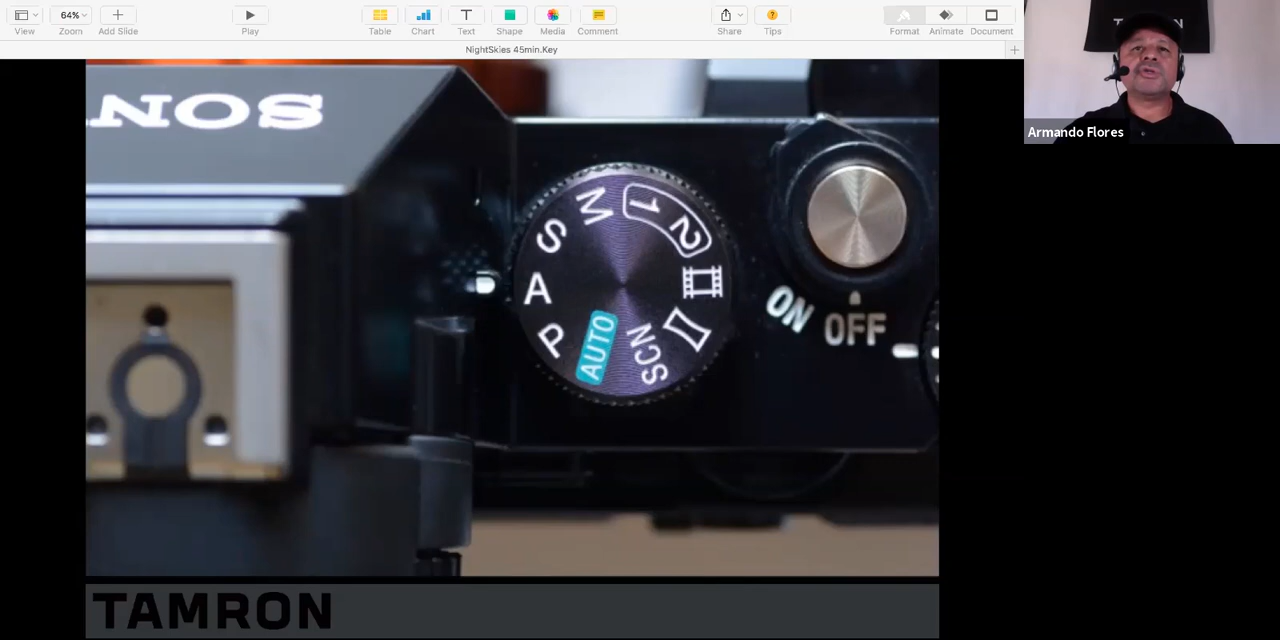 View
64%
Zoom
Add Slide
Play
Table
Chart
Text
Shape
Media
Comment
Share
Tips
Format
Animate
Document
NightSkies 45min.Key
SONY
M
1
2
S
A
P
AUTO
SCN
ON
OFF
TAMRON
Armando Flores